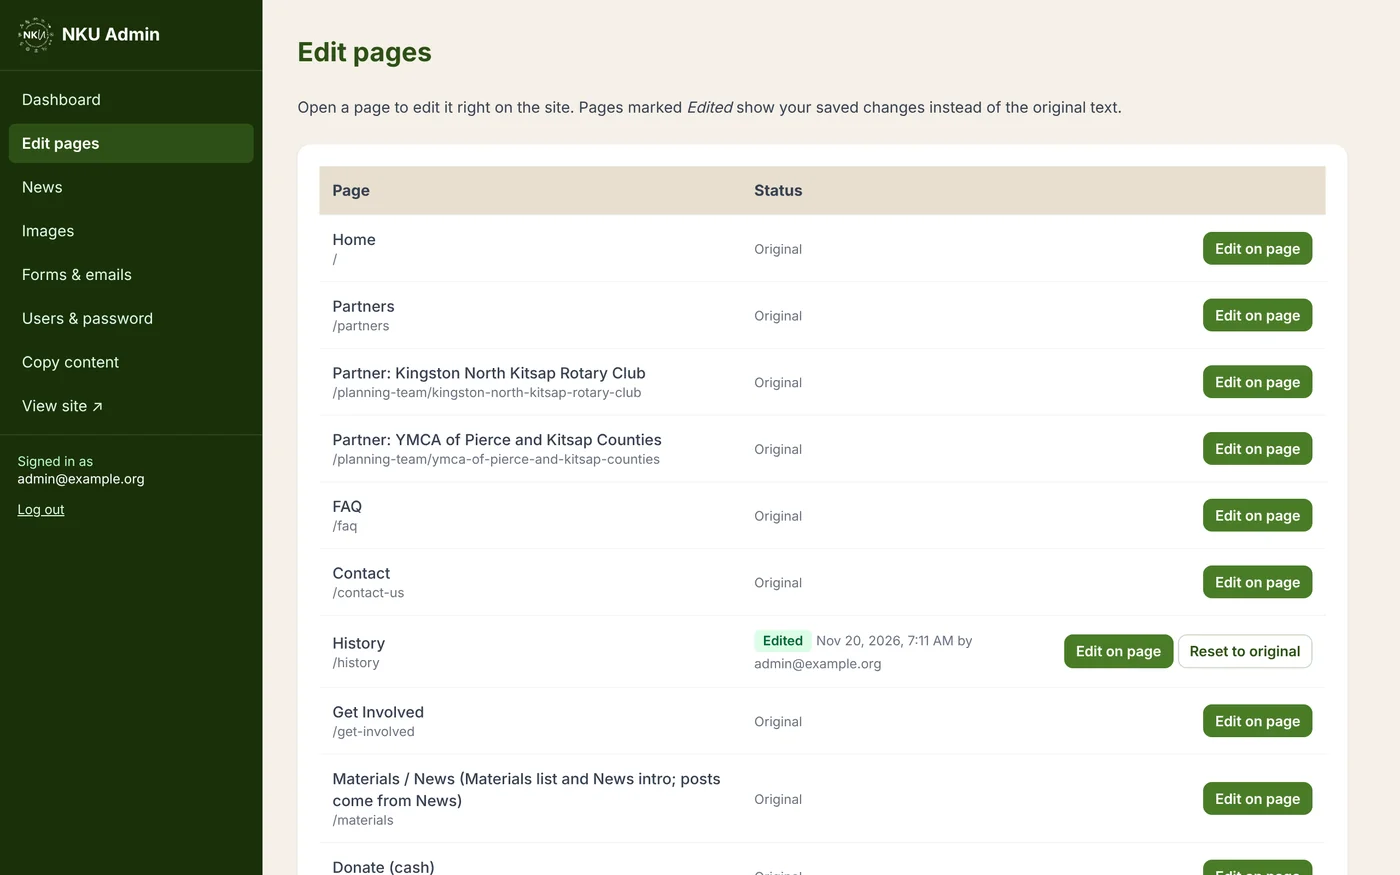 NKU
NKU Admin
Dashboard
Edit pages
News
Images
Forms & emails
Users & password
Copy content
View site ↗
Signed in as
admin@example.org
Log out
Edit pages
Open a page to edit it right on the site. Pages marked Edited show your saved changes instead of the original text.
Page Status
Home
/
Original
Edit on page
Partners
/partners
Original
Edit on page
Partner: Kingston North Kitsap Rotary Club
/planning-team/kingston-north-kitsap-rotary-club
Original
Edit on page
Partner: YMCA of Pierce and Kitsap Counties
/planning-team/ymca-of-pierce-and-kitsap-counties
Original
Edit on page
FAQ
/faq
Original
Edit on page
Contact
/contact-us
Original
Edit on page
History
/history
Edited Nov 20, 2026, 7:11 AM by
admin@example.org
Edit on page Reset to original
Get Involved
/get-involved
Original
Edit on page
Materials / News (Materials list and News intro; posts
come from News)
/materials
Original
Edit on page
Donate (cash)
Original
Edit on page